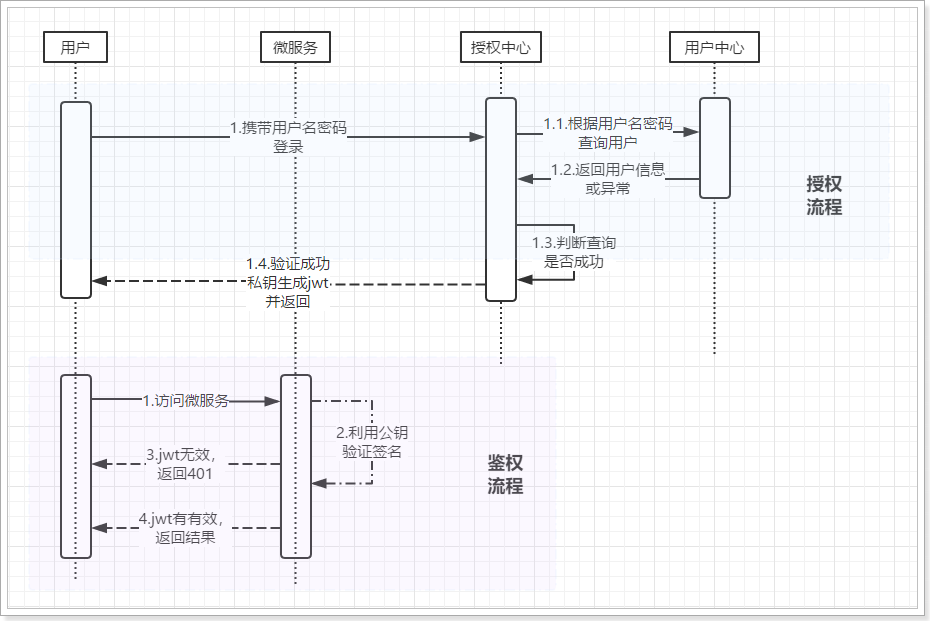 用户
微服务
授权中心
用户中心
1.携带用户名密码
登录
1.1.根据用户名密码
查询用户
1.2.返回用户信息
或异常
授权
流程
1.3.判断查询
是否成功
1.4.验证成功
私钥生成jwt
并返回
1.访问微服务
2.利用公钥
验证签名
3.jwt无效，
返回401
鉴权
流程
4.jwt有有效，
返回结果